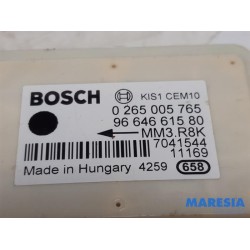 BOSCH KIS1 CEM10
0 265 005 765
96 646 615 80
MM3.R8K
7041544
11169
Made in Hungary 4259 658
MARESIA